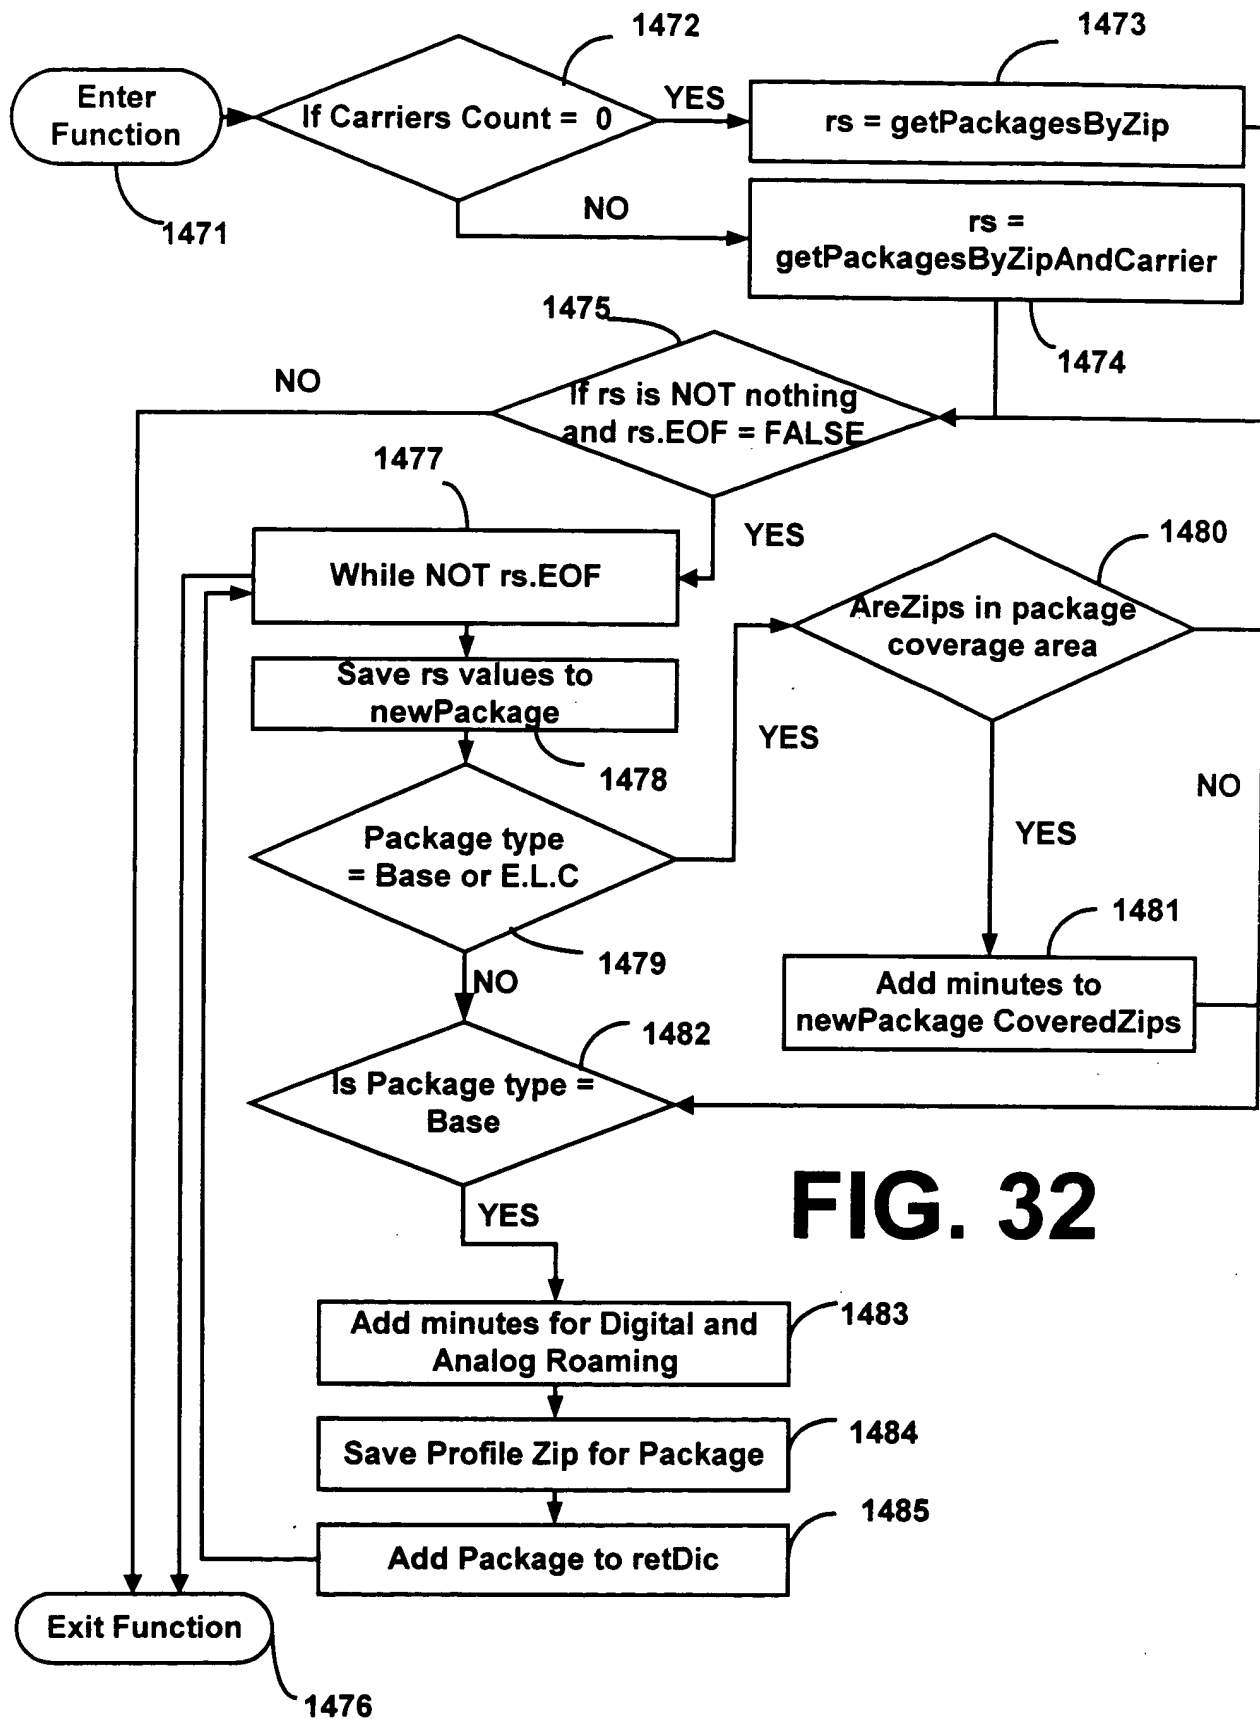 1472
1473
Enter
Function
If Carriers Count = 0
YES
rs = getPackagesByZip
1471
NO
rs =
getPackagesByZipAndCarrier
1475
1474
NO
If rs is NOT nothing
and rs.EOF = FALSE
1477
YES
1480
While NOT rs.EOF
AreZips in package
coverage area
Save rs values to
newPackage
YES
1478
NO
Package type
= Base or E.L.C
YES
1479
1481
NO
Add minutes to
newPackage CoveredZips
1482
Is Package type =
Base
FIG. 32
YES
1483
Add minutes for Digital and
Analog Roaming
1484
Save Profile Zip for Package
1485
Add Package to retDic
Exit Function
1476